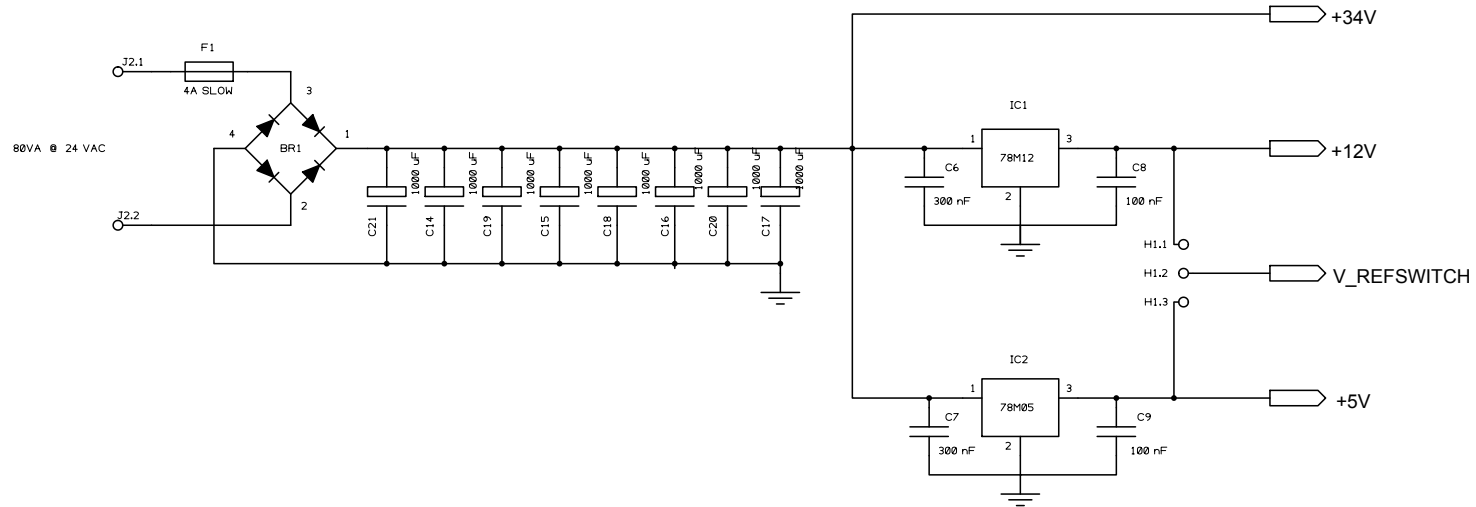 +34V
F1
J2.1
4A SLOW
3
4
1
BR1
80VA @ 24 VAC
2
J2.2
1000 uF
1000 uF
1000 uF
1000 uF
1000 uF
1000 uF
1000 uF
1000 uF
C21
C14
C19
C15
C18
C16
C20
C17
IC1
1
3
78M12
2
C6
300 nF
C8
100 nF
+12V
H1.1
H1.2
H1.3
V_REFSWITCH
IC2
1
3
78M05
2
C7
300 nF
C9
100 nF
+5V